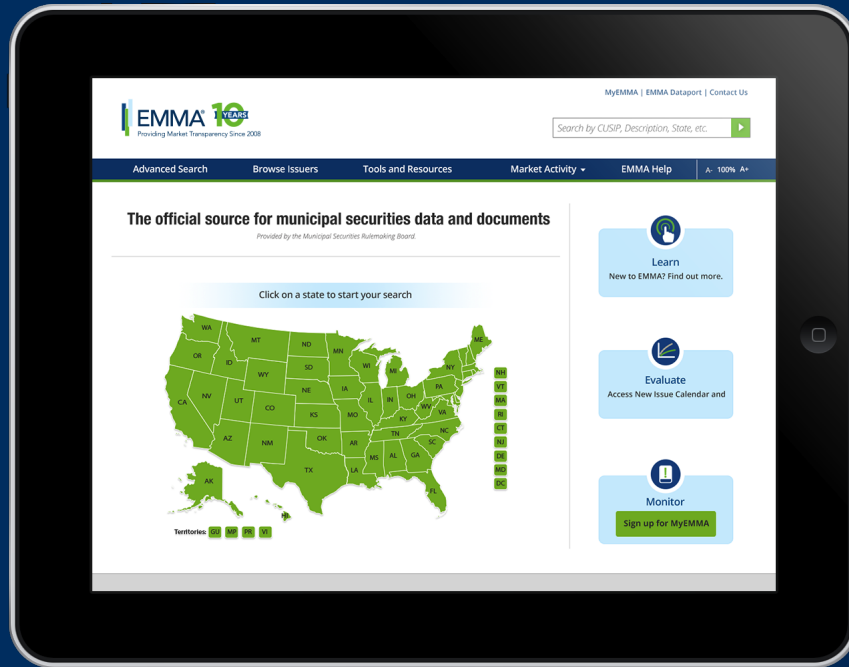 MyEMMA | EMMA Dataport | Contact Us
EMMA® 10 YEARS
Providing Market Transparency Since 2008
Search by CUSIP, Description, State, etc.
Advanced Search Browse Issuers Tools and Resources Market Activity EMMA Help A- 100% A+
The official source for municipal securities data and documents
Provided by the Municipal Securities Rulemaking Board.
Click on a state to start your search
WA
MT
ND
MN
ME
OR
ID
SD
WI
MI
NY
WY
NV
UT
CO
NE
IA
IL
IN
OH
PA
CA
KS
MO
KY
WV
VA
AZ
NM
OK
AR
TN
NC
SC
TX
LA
MS
AL
GA
FL
AK
HI
NH
VT
MA
RI
CT
NJ
DE
MD
DC
Territories: GU MP PR VI
Learn
New to EMMA? Find out more.
Evaluate
Access New Issue Calendar and
Monitor
Sign up for MyEMMA